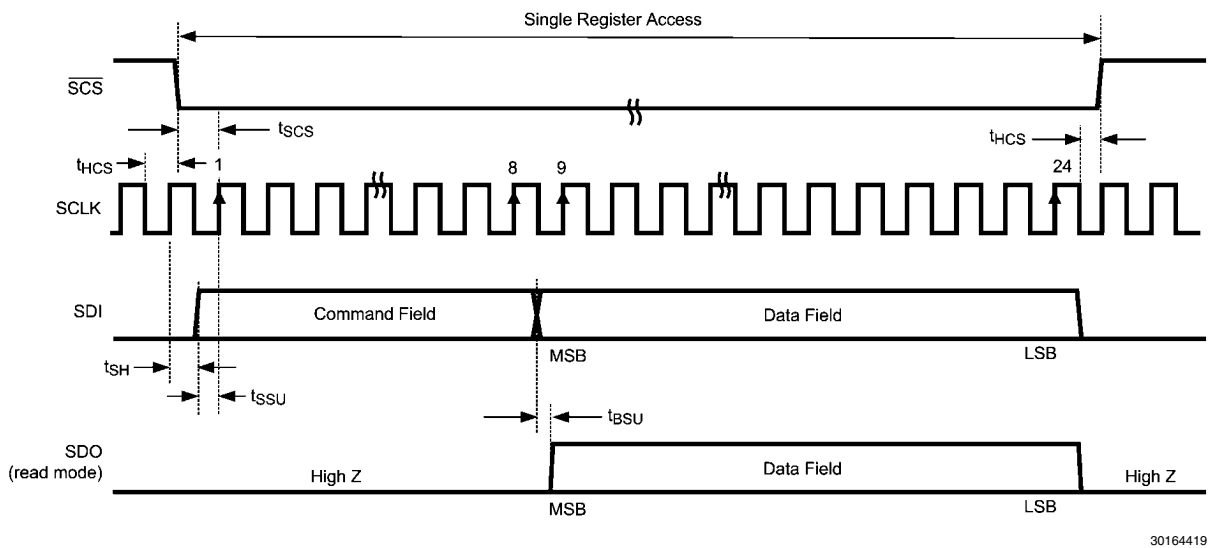 Single Register Access
SCS
tSCS
tHCS
tHCS
1
8
9
24
SCLK
SDI
Command Field
Data Field
MSB
LSB
tSH
tSSU
tBSU
SDO
(read mode)
High Z
Data Field
High Z
MSB
LSB
30164419